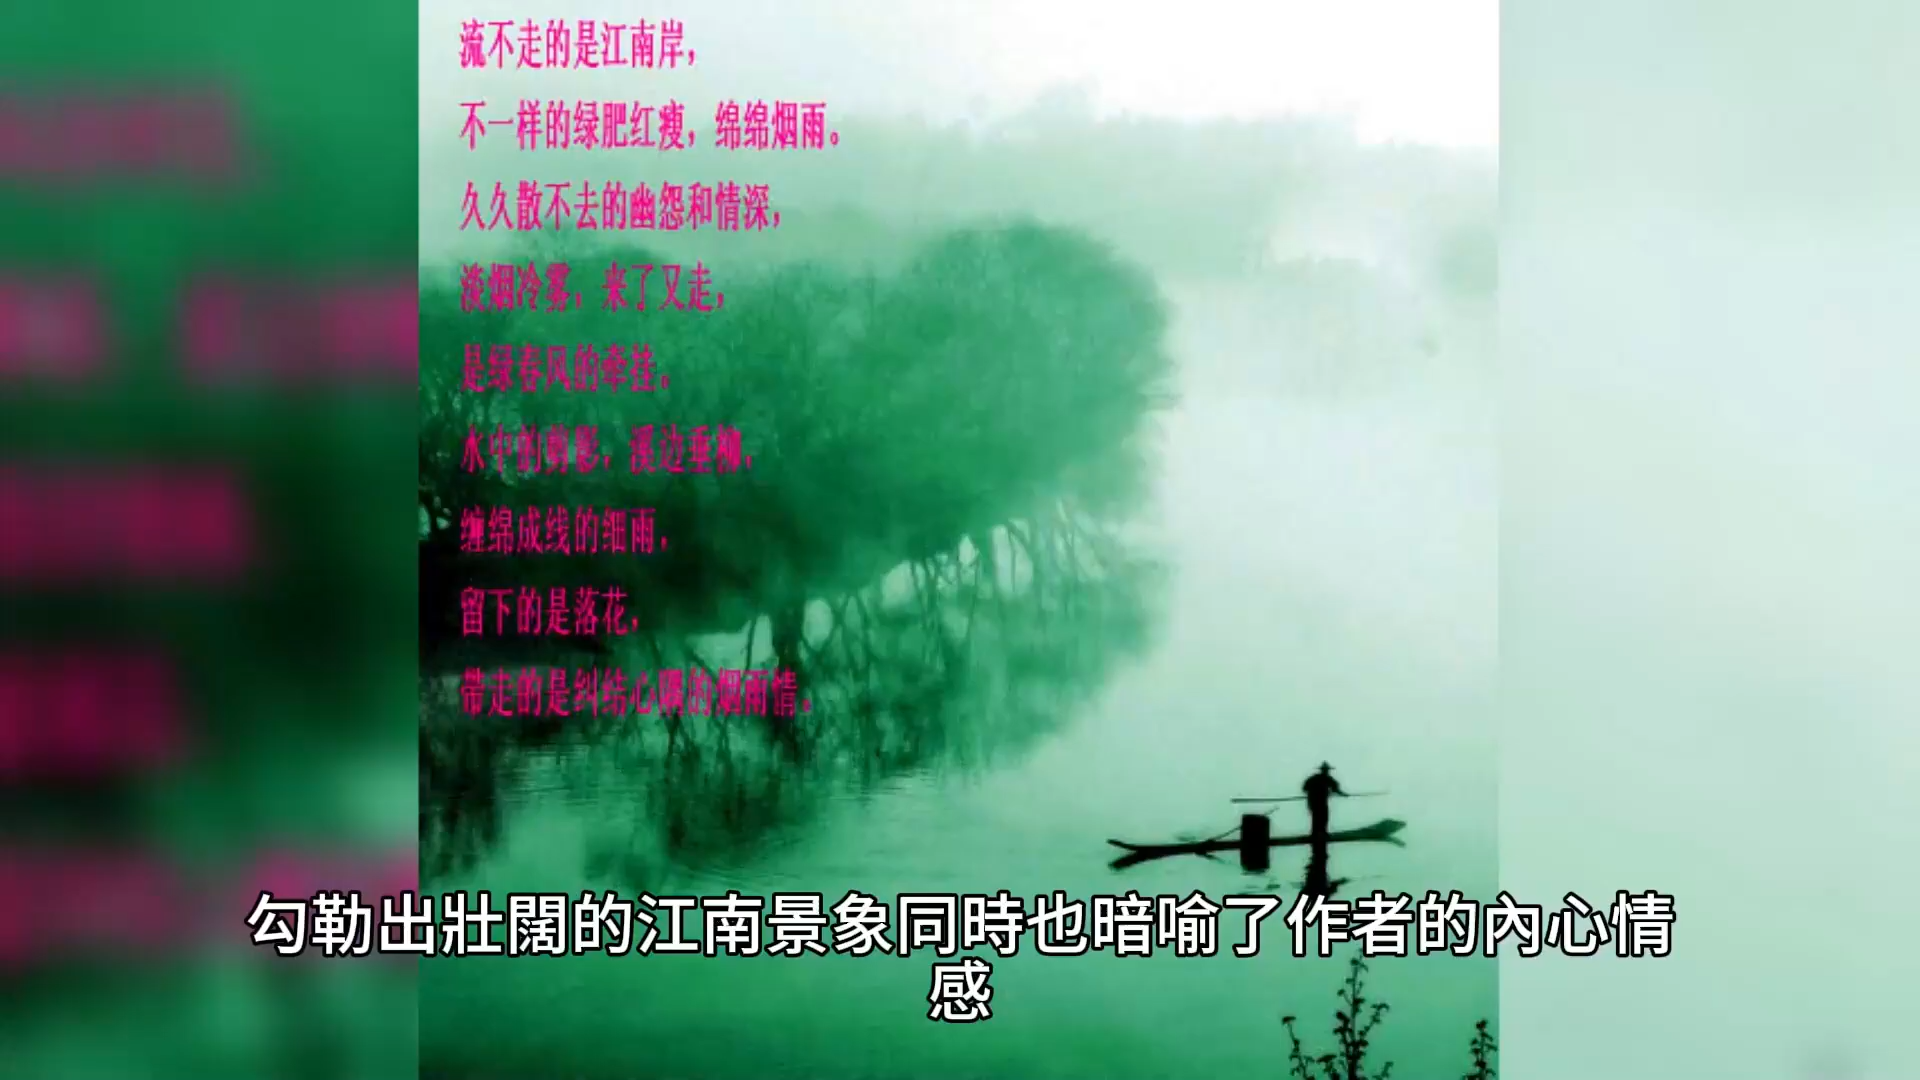 流不走的是江南岸，
不一样的绿肥红瘦，绵绵烟雨。
久久散不去的幽怨和情深，
淡烟冷雾，来了又走，
是绿春风的牵挂。
水中的剪影，溪边垂柳，
缠绵成线的细雨，
留下的是落花，
带走的是纠结心隅的烟雨情。
勾勒出壯闊的江南景象同時也暗喻了作者的內心情
感